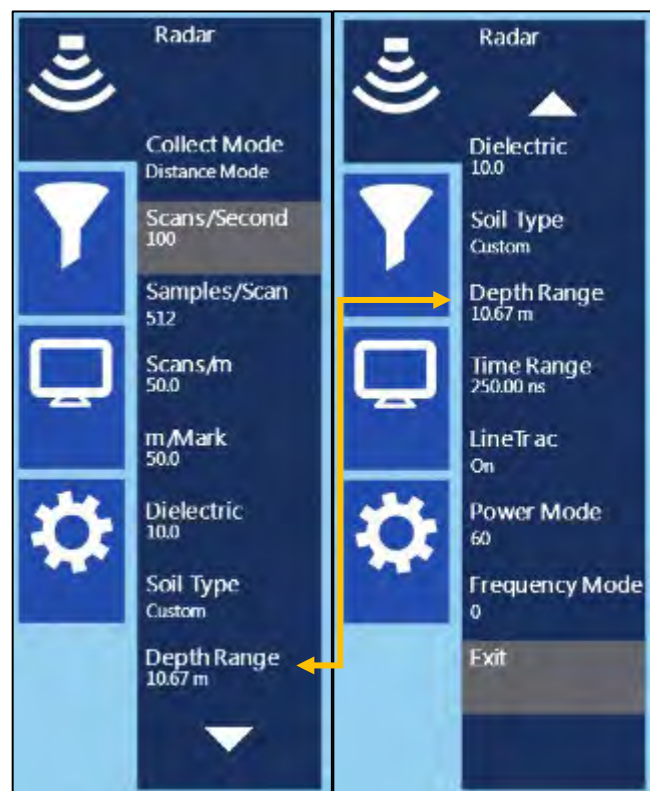 Radar
Collect Mode
Distance Mode
Scans/Second
100
Samples/Scan
512
Scans/m
50.0
m/Mark
50.0
Dielectric
10.0
Soil Type
Custom
Depth Range
10.67 m
Radar
Dielectric
10.0
Soil Type
Custom
Depth Range
10.67 m
Time Range
250.00 ns
LineTrac
On
Power Mode
60
Frequency Mode
0
Exit